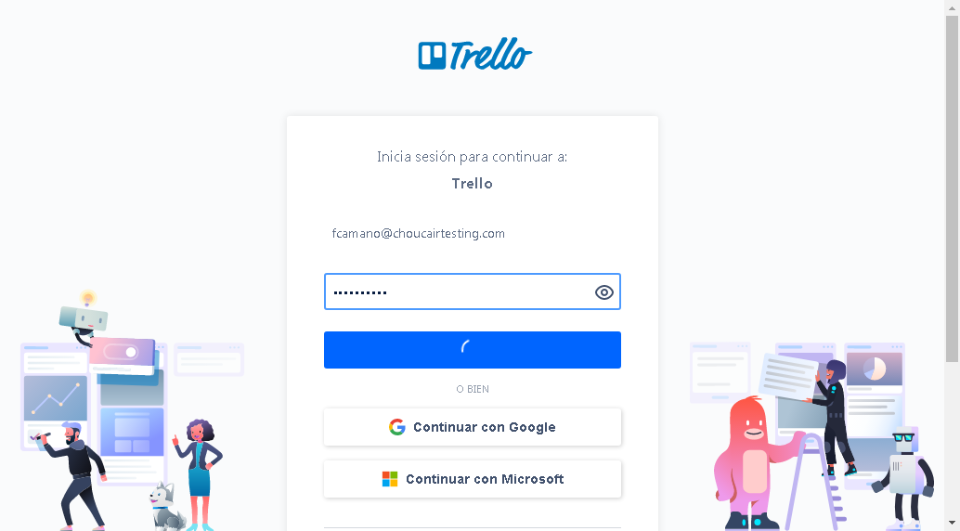 Trello
Inicia sesión para continuar a:
Trello
fcamano@choucairtesting.com
O BIEN
Continuar con Google
Continuar con Microsoft